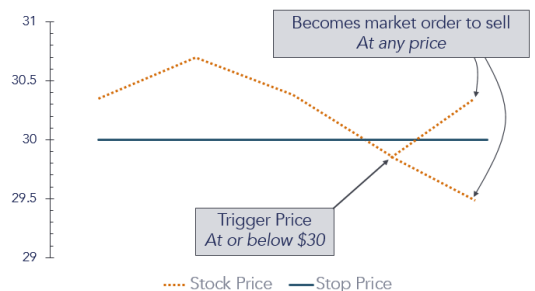 31
Becomes market order to sell
At any price
30.5
30
29.5
Trigger Price
At or below $30
29
Stock Price Stop Price